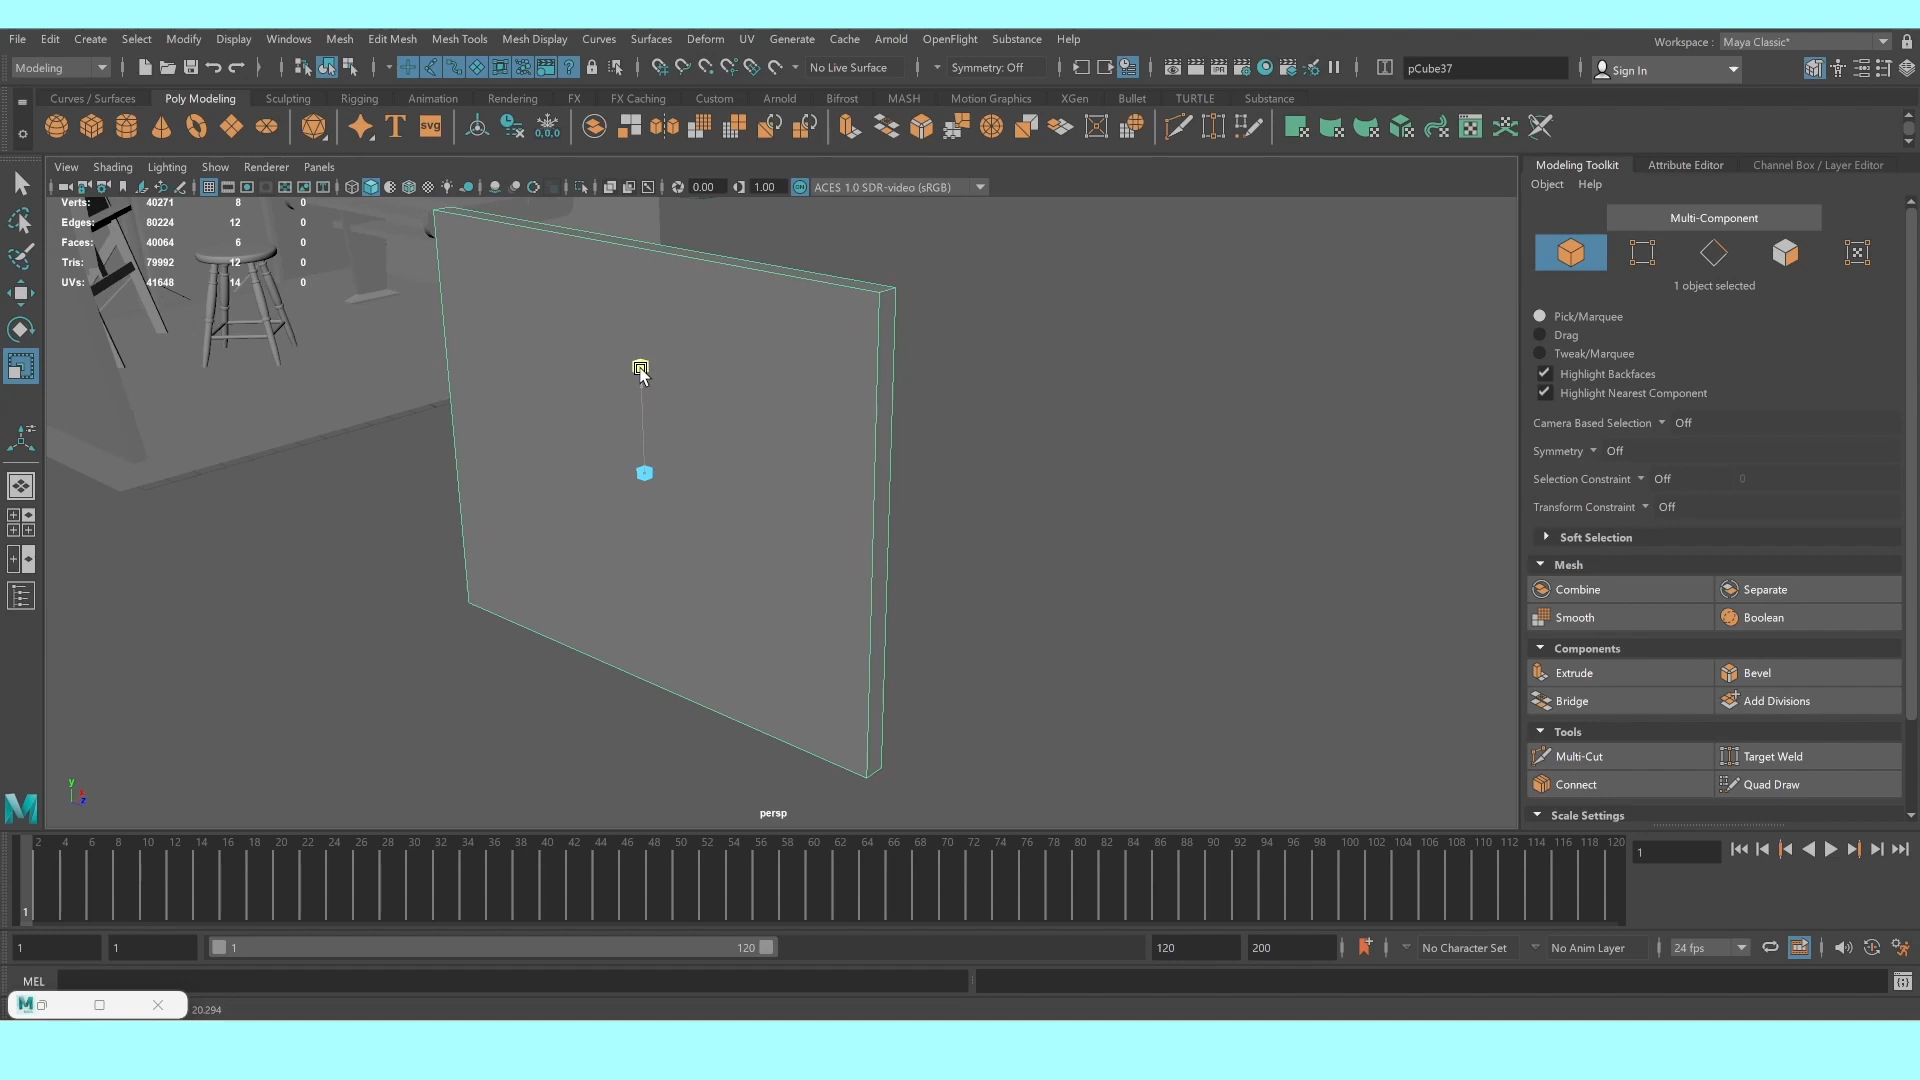 File Edit Create Select Modify Display Windows Mesh Edit Mesh Mesh Tools Mesh Display Curves Surfaces Deform UV Generate Cache Arnold OpenFlight Substance Help
Workspace : Maya Classic*
Modeling No Live Surface Symmetry: Off pCube37 Sign In
Curves / Surfaces Poly Modeling Sculpting Rigging Animation Rendering FX FX Caching Custom Arnold Bifrost MASH Motion Graphics XGen Bullet TURTLE Substance
T svg 0,0,0
View Shading Lighting Show Renderer Panels
0.00 1.00 ON ACES 1.0 SDR-video (sRGB)
Verts: 40271 8 0
Edges: 80224 12 0
Faces: 40064 6 0
Tris: 79992 12 0
UVs: 41648 14 0
y
x
z
persp
Modeling Toolkit Attribute Editor Channel Box / Layer Editor
Object Help
Multi-Component
1 object selected
Pick/Marquee
Drag
Tweak/Marquee
Highlight Backfaces
Highlight Nearest Component
Camera Based Selection Off
Symmetry Off
Selection Constraint Off 0
Transform Constraint Off
Soft Selection
Mesh
Combine Separate
Smooth Boolean
Components
Extrude Bevel
Bridge Add Divisions
Tools
Multi-Cut Target Weld
Connect Quad Draw
Scale Settings
2 4 6 8 10 12 14 16 18 20 22 24 26 28 30 32 34 36 38 40 42 44 46 48 50 52 54 56 58 60 62 64 66 68 70 72 74 76 78 80 82 84 86 88 90 92 94 96 98 100 102 104 106 108 110 112 114 116 118 120
1
1
1 1 1 120 120 200 No Character Set No Anim Layer 24 fps
MEL
M 20.294